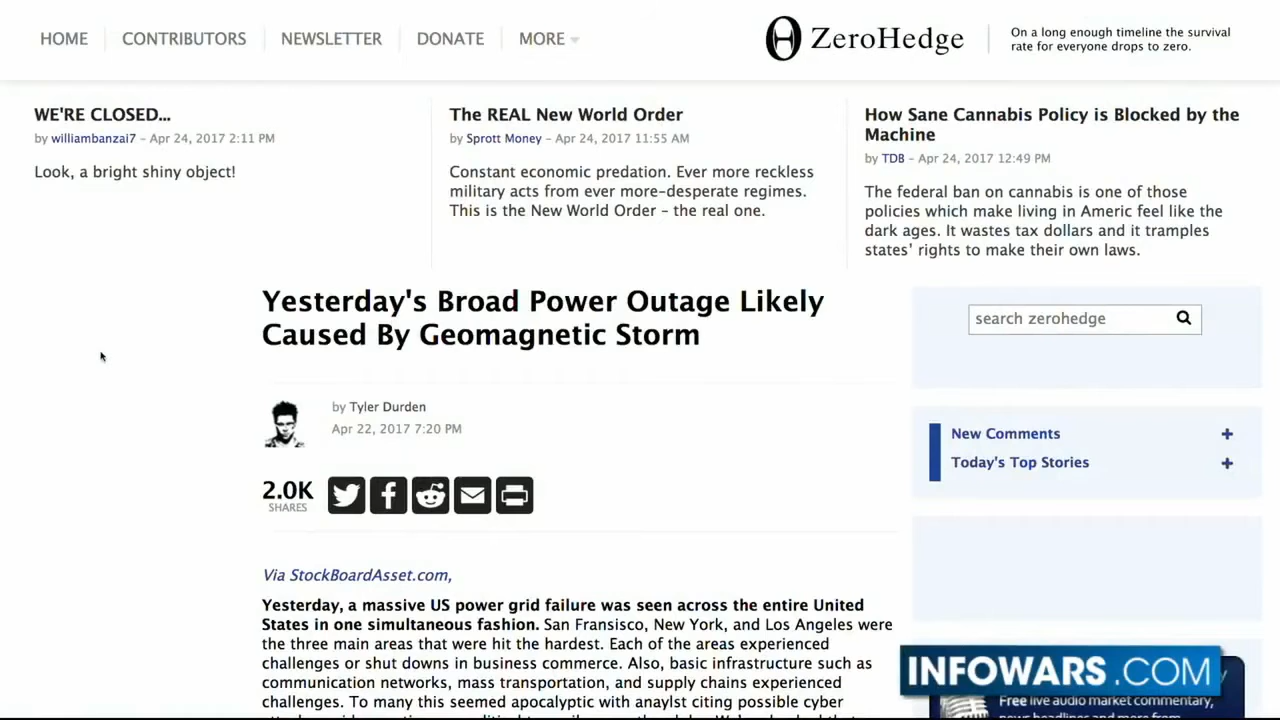 HOME
CONTRIBUTORS
NEWSLETTER
DONATE
MORE
ZeroHedge
On a long enough timeline the survival
rate for everyone drops to zero.
WE'RE CLOSED...
by williambanzai7 – Apr 24, 2017 2:11 PM
Look, a bright shiny object!
The REAL New World Order
by Sprott Money – Apr 24, 2017 11:55 AM
Constant economic predation. Ever more reckless
military acts from ever more-desperate regimes.
This is the New World Order – the real one.
How Sane Cannabis Policy is Blocked by the
Machine
by TDB – Apr 24, 2017 12:49 PM
The federal ban on cannabis is one of those
policies which make living in Americ feel like the
dark ages. It wastes tax dollars and it tramples
states' rights to make their own laws.
Yesterday's Broad Power Outage Likely
Caused By Geomagnetic Storm
by Tyler Durden
Apr 22, 2017 7:20 PM
2.0K
SHARES
Via StockBoardAsset.com,
Yesterday, a massive US power grid failure was seen across the entire United
States in one simultaneous fashion. San Fransisco, New York, and Los Angeles were
the three main areas that were hit the hardest. Each of the areas experienced
challenges or shut downs in business commerce. Also, basic infrastructure such as
communication networks, mass transportation, and supply chains experienced
challenges. To many this seemed apocalyptic with anaylst citing possible cyber
search zerohedge
New Comments
Today's Top Stories
INFOWARS.COM
Free live audio market commentary,